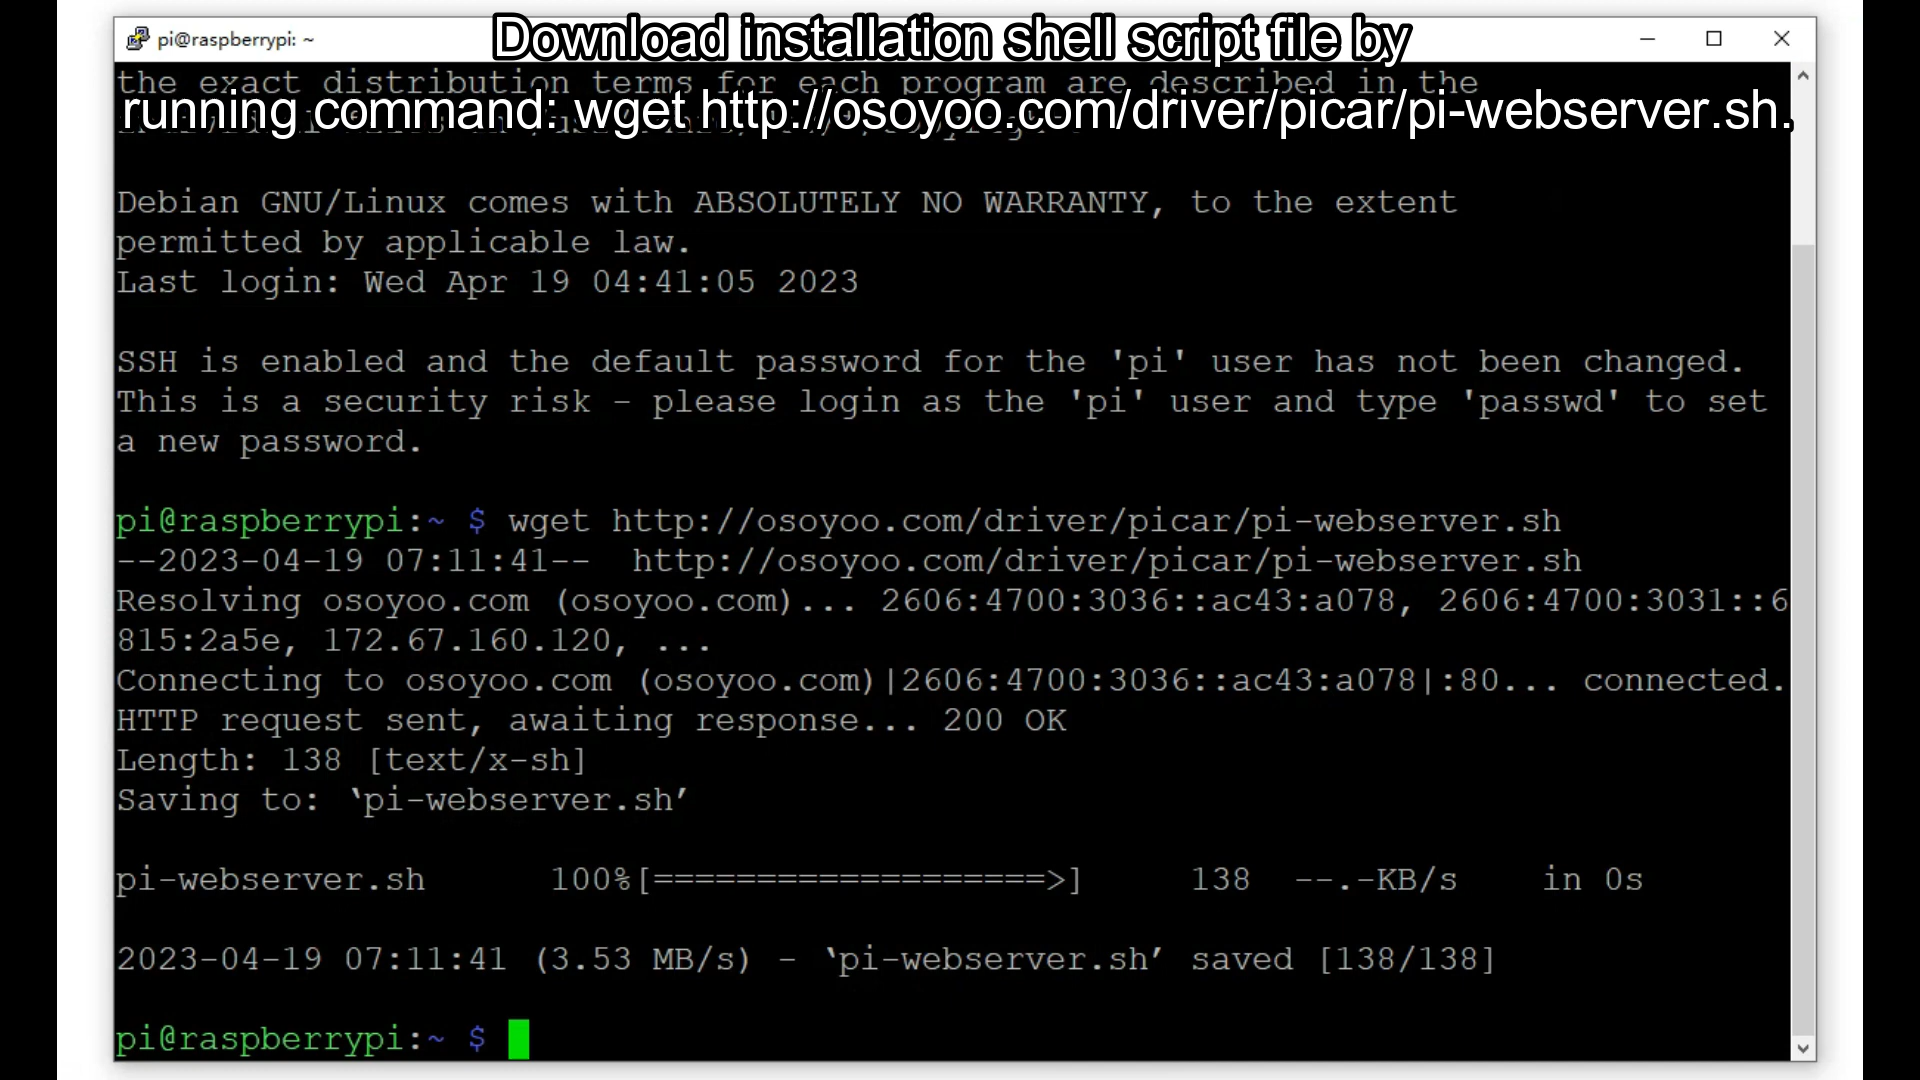 pi@raspberrypi: ~
Download installation shell script file by
the exact distribution terms for each program are described in the
running command: wget http://osoyoo.com/driver/picar/pi-webserver.sh.
Debian GNU/Linux comes with ABSOLUTELY NO WARRANTY, to the extent
permitted by applicable law.
Last login: Wed Apr 19 04:41:05 2023
SSH is enabled and the default password for the 'pi' user has not been changed.
This is a security risk - please login as the 'pi' user and type 'passwd' to set
a new password.
pi@raspberrypi:~ $ wget http://osoyoo.com/driver/picar/pi-webserver.sh
--2023-04-19 07:11:41--  http://osoyoo.com/driver/picar/pi-webserver.sh
Resolving osoyoo.com (osoyoo.com)... 2606:4700:3036::ac43:a078, 2606:4700:3031::6
815:2a5e, 172.67.160.120, ...
Connecting to osoyoo.com (osoyoo.com)|2606:4700:3036::ac43:a078|:80... connected.
HTTP request sent, awaiting response... 200 OK
Length: 138 [text/x-sh]
Saving to: ‘pi-webserver.sh’
pi-webserver.sh      100%[===================>]     138  --.-KB/s    in 0s
2023-04-19 07:11:41 (3.53 MB/s) - ‘pi-webserver.sh’ saved [138/138]
pi@raspberrypi:~ $